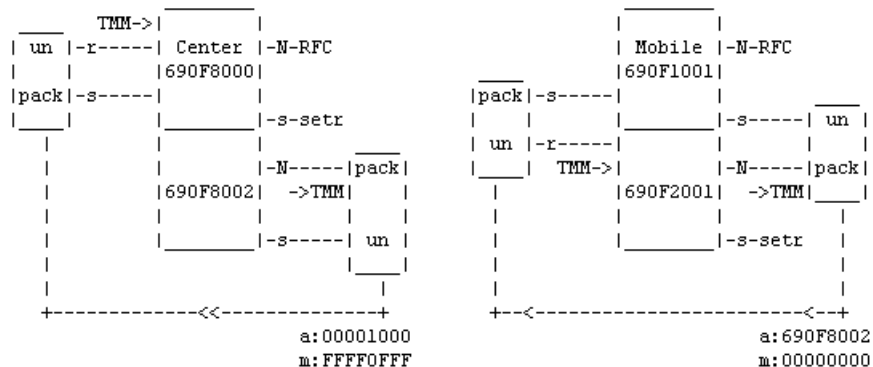 TMM->|
| un |-r-----| Center |-N-RFC | Mobile |-N-RFC
|690F8000| |690F1001|
|pack|-s-----| |pack|-s-----|
|-s-setr |-s-----| un |
| un |-r-----|
|-N-----|pack| TMM->| |-N-----|pack|
|690F8002| ->TMM| |690F2001| ->TMM|
|-s-----| un | |-s-setr
+-------------<<--------------+ +--<-----------------------<--+
a:00001000 a:690F8002
m:FFFF0FFF m:00000000